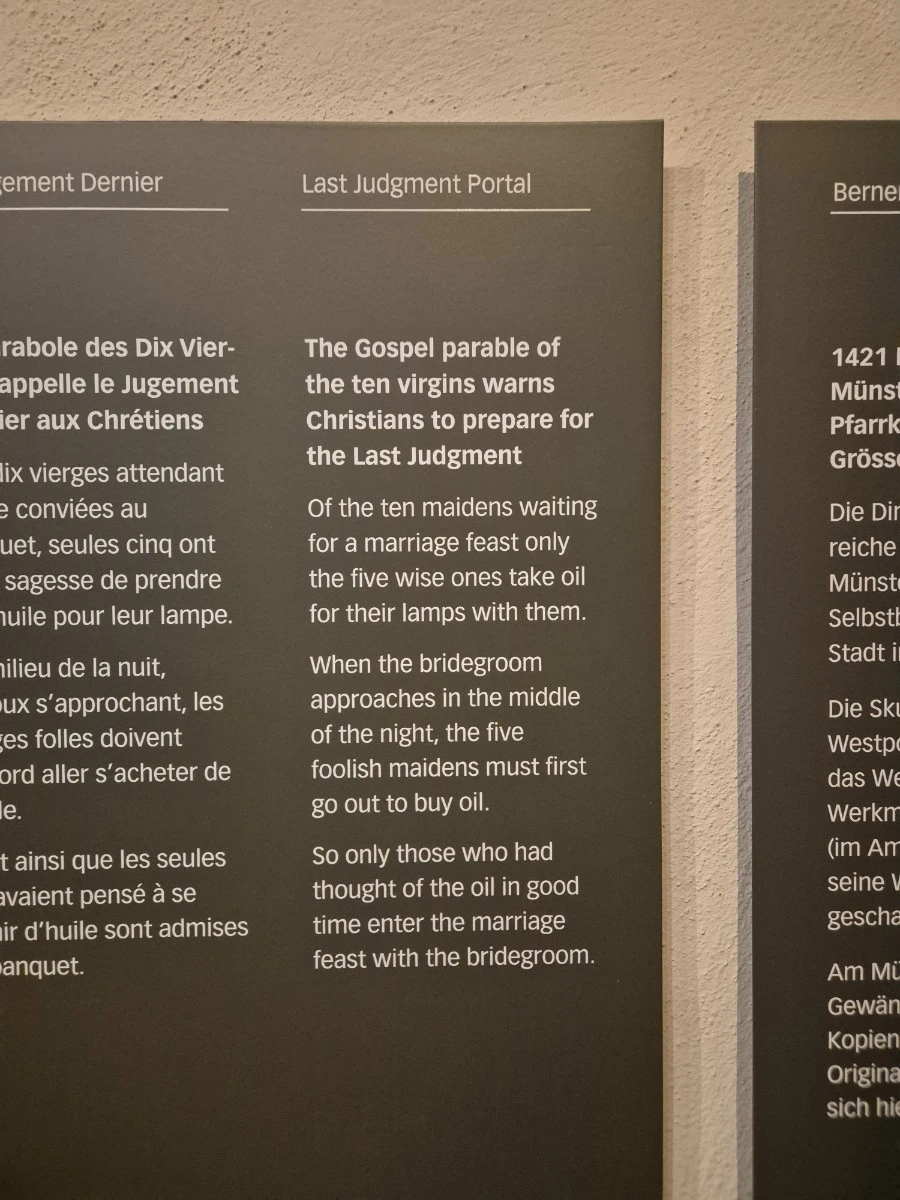 gement Dernier
rabole des Dix Vier-
appelle le Jugement
ier aux Chrétiens
dix vierges attendant
e conviées au
uet, seules cinq ont
sagesse de prendre
huile pour leur lampe.
milieu de la nuit,
oux s’approchant, les
ges folles doivent
ord aller s’acheter de
le.
t ainsi que les seules
avaient pensé à se
ir d’huile sont admises
banquet.
Last Judgment Portal
The Gospel parable of
the ten virgins warns
Christians to prepare for
the Last Judgment
Of the ten maidens waiting
for a marriage feast only
the five wise ones take oil
for their lamps with them.
When the bridegroom
approaches in the middle
of the night, the five
foolish maidens must first
go out to buy oil.
So only those who had
thought of the oil in good
time enter the marriage
feast with the bridegroom.
Berner
1421
Münst
Pfarrk
Grösse
Die Din
reiche
Münste
Selbstb
Stadt i
Die Sku
Westpo
das We
Werkm
(im Am
seine W
gescha
Am Mü
Gewän
Kopien
Origina
sich hie